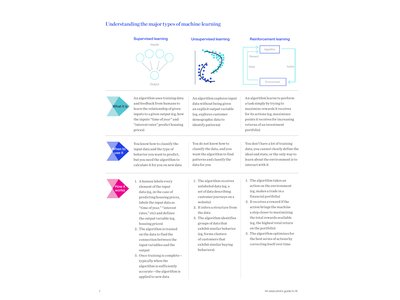 Understanding the major types of machine learning
Supervised learning
Unsupervised learning
Reinforcement learning
What it is
An algorithm uses training data
and feedback from humans to
learn the relationship of given
inputs to a given output (eg, how
the inputs “time of year” and
“interest rates” predict housing
prices)
An algorithm explores input
data without being given
an explicit output variable
(eg, explores customer
demographic data to
identify patterns)
An algorithm learns to perform
a task simply by trying to
maximize rewards it receives
for its actions (eg, maximizes
points it receives for increasing
returns of an investment
portfolio)
When to use it
You know how to classify the
input data and the type of
behavior you want to predict,
but you need the algorithm to
calculate it for you on new data
You do not know how to
classify the data, and you
want the algorithm to find
patterns and classify the
data for you
You don’t have a lot of training
data; you cannot clearly define the
ideal end state; or the only way to
learn about the environment is to
interact with it
How it works
1. A human labels every
element of the input
data (eg, in the case of
predicting housing prices,
labels the input data as
“time of year,” “interest
rates,” etc) and defines
the output variable (eg,
housing prices)
2. The algorithm is trained
on the data to find the
connection between the
input variables and the
output
3. Once training is complete—
typically when the
algorithm is sufficiently
accurate—the algorithm is
applied to new data
1. The algorithm receives
unlabeled data (eg, a
set of data describing
customer journeys on a
website)
2. It infers a structure from
the data
3. The algorithm identifies
groups of data that
exhibit similar behavior
(eg, forms clusters
of customers that
exhibit similar buying
behaviors)
1. The algorithm takes an
action on the environment
(eg, makes a trade in a
financial portfolio)
2. It receives a reward if the
action brings the machine
a step closer to maximizing
the total rewards available
(eg, the highest total return
on the portfolio)
3. The algorithm optimizes for
the best series of actions by
correcting itself over time
An executive’s guide to AI